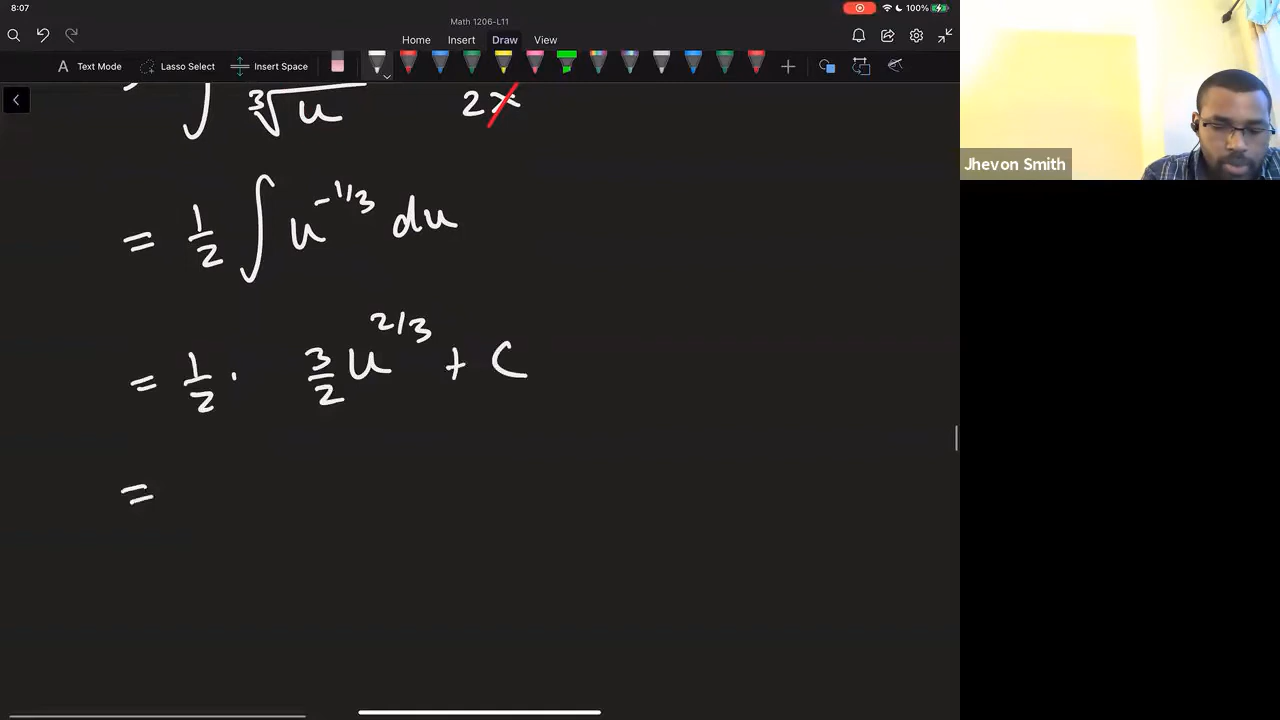 8:07
100%
Math 1206-L11
Home Insert Draw View
Text Mode Lasso Select Insert Space
∫ ∛u 2x
= 1/2 ∫ u^(-1/3) du
= 1/2 · 3/2 u^(2/3) + C
=
Jhevon Smith